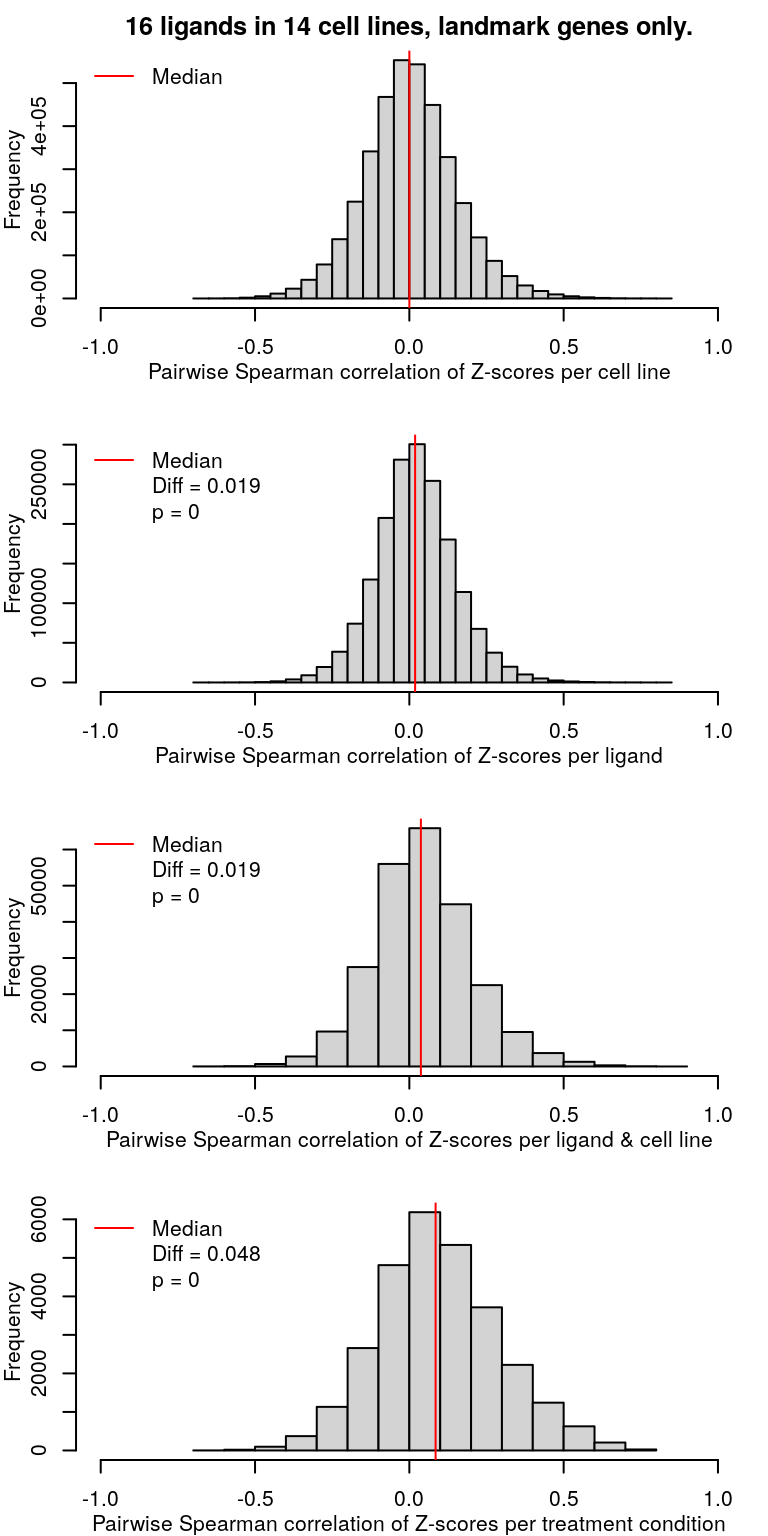 16 ligands in 14 cell lines, landmark genes only.
Median
Frequency
0e+00 2e+05 4e+05
-1.0 -0.5 0.0 0.5 1.0
Pairwise Spearman correlation of Z-scores per cell line
Median
Diff = 0.019
p = 0
Frequency
0 100000 250000
-1.0 -0.5 0.0 0.5 1.0
Pairwise Spearman correlation of Z-scores per ligand
Median
Diff = 0.019
p = 0
Frequency
0 20000 50000
-1.0 -0.5 0.0 0.5 1.0
Pairwise Spearman correlation of Z-scores per ligand & cell line
Median
Diff = 0.048
p = 0
Frequency
0 2000 4000 6000
-1.0 -0.5 0.0 0.5 1.0
Pairwise Spearman correlation of Z-scores per treatment condition